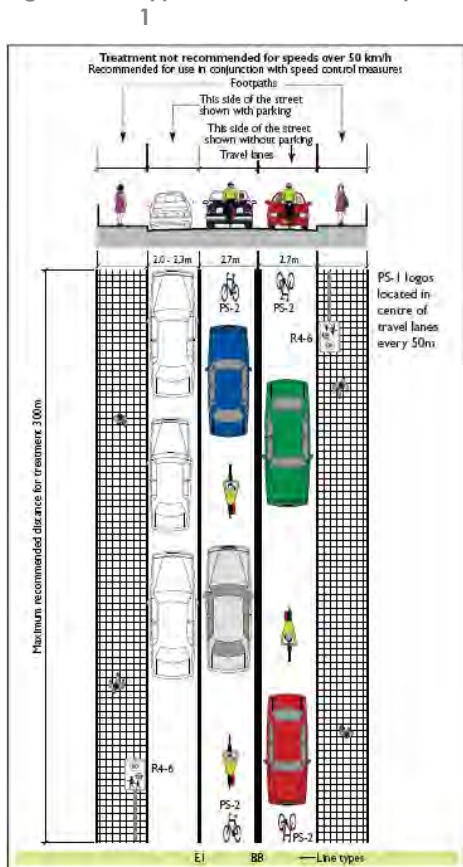 1
Treatment not recommended for speeds over 50 km/h
Recommended for use in conjunction with speed control measures
Footpaths
This side of the street
shown with parking
This side of the street
shown without parking
Travel lanes
2.0 - 2.3m
2.7m
2.7m
PS-2
PS-2
R4-6
PS-1 logos
located in
centre of
travel lanes
every 50m
Maximum recommended distance for treatment 300m
R4-6
PS-2
PS-2
E1
BB
Line types